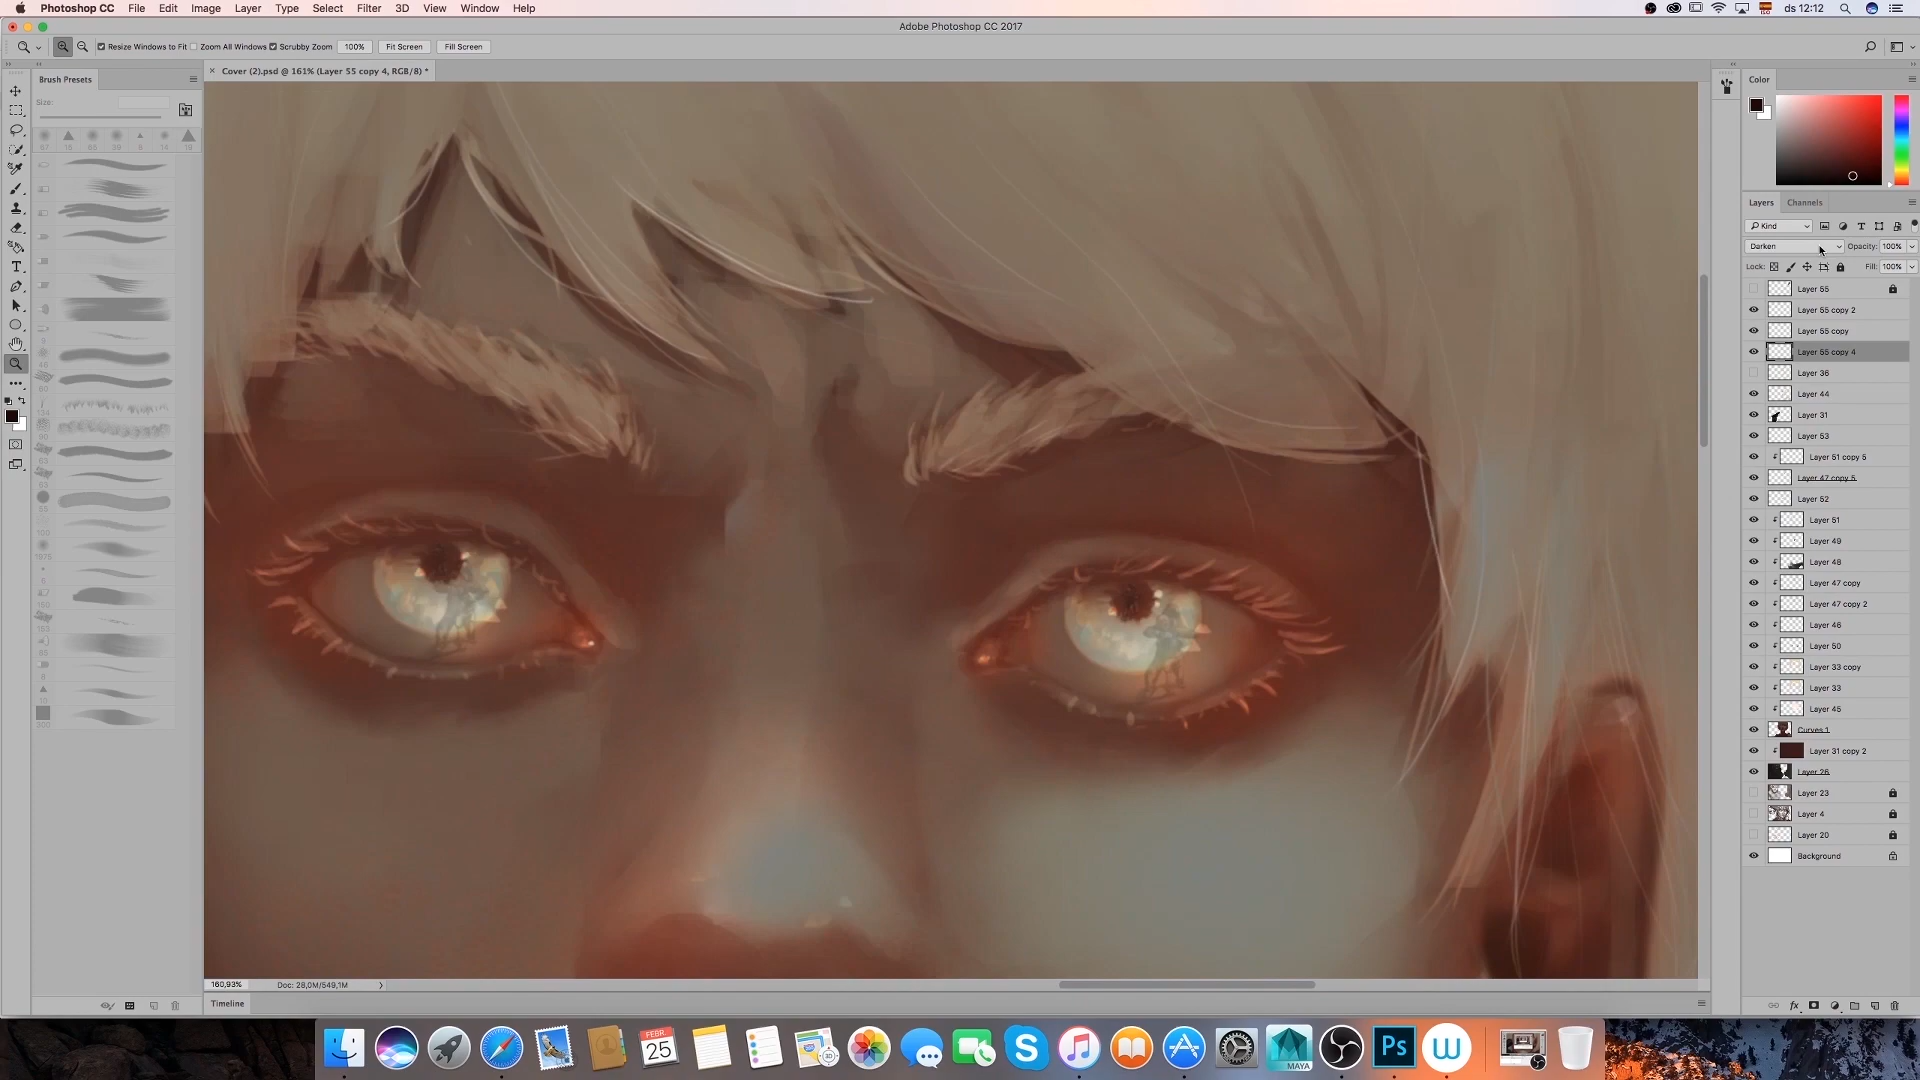 Photoshop CC File Edit Image Layer Type Select Filter 3D View Window Help ds 12:12
Adobe Photoshop CC 2017
Resize Windows to Fit Zoom All Windows Scrubby Zoom 100% Fit Screen Fill Screen
Brush Presets
Cover (2).psd @ 161% (Layer 55 copy 4, RGB/8) *
Color
Size:
Layers Channels
Kind
Darken Opacity: 100%
Lock: Fill: 100%
Layer 55
Layer 55 copy 2
Layer 55 copy
Layer 55 copy 4
Layer 36
Layer 44
Layer 31
Layer 53
Layer 51 copy 5
Layer 47 copy 5
Layer 52
Layer 51
Layer 49
Layer 48
Layer 47 copy
Layer 47 copy 2
Layer 46
Layer 50
Layer 33 copy
Layer 33
Layer 45
Curves 1
Layer 31 copy 2
Layer 26
Layer 23
Layer 4
Layer 20
Background
160,93% Doc: 28,0M/549,1M
Timeline
FEBR.
25
MAYA
Ps